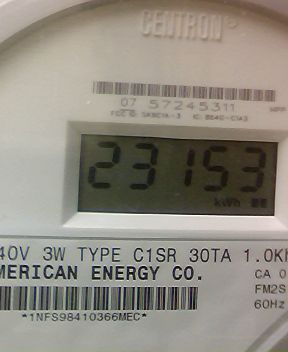 CENTRON®
07 57245311
23153
kWh
40V 3W TYPE C1SR 30TA 1.0Kh
MERICAN ENERGY CO.
CA 0
FM2S
60Hz
*1NFS98410366MEC*